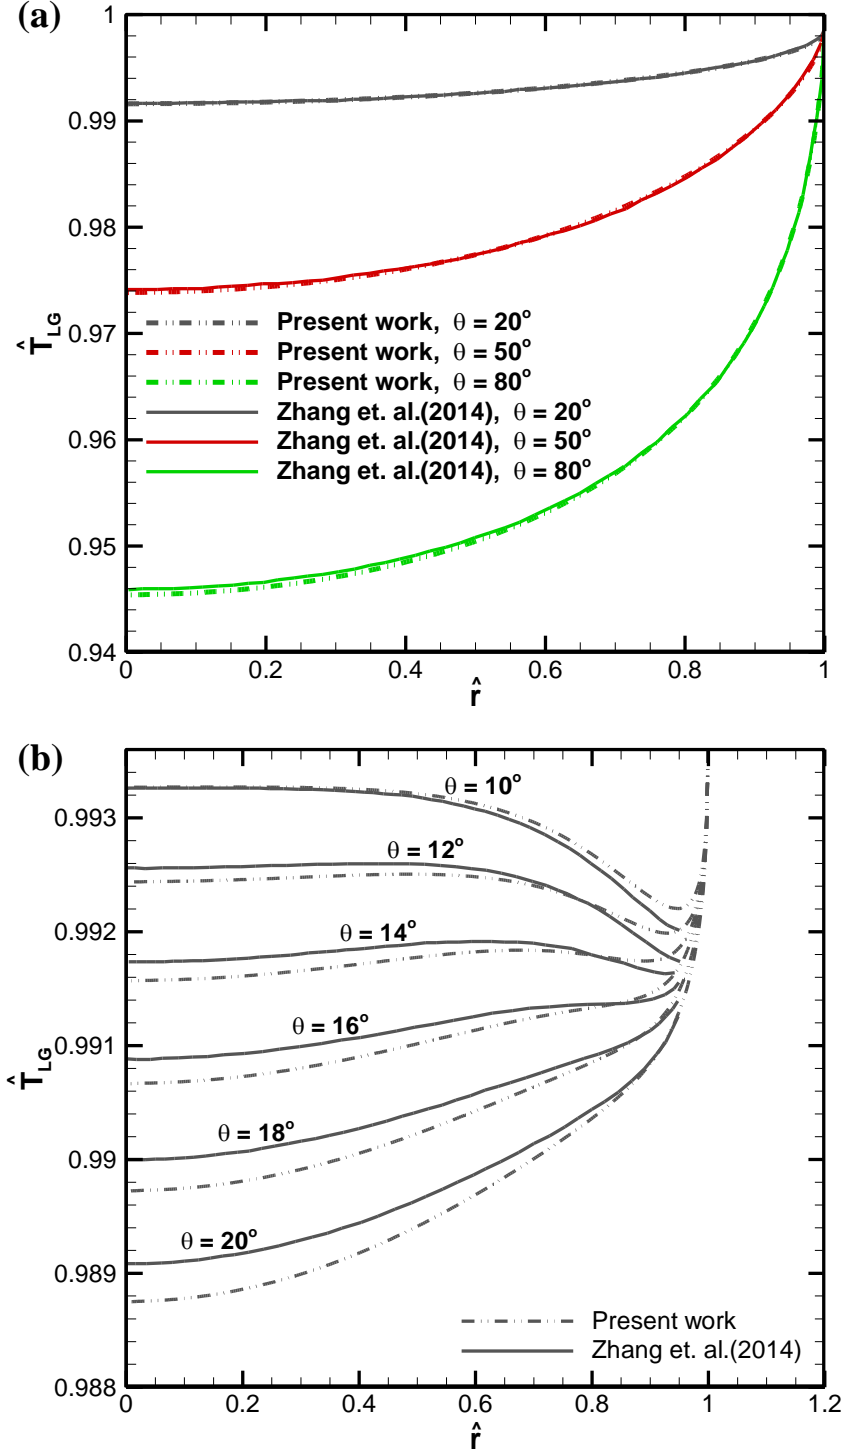 (a)
1
0.99
0.98
0.97
0.96
0.95
0.94
T̂LG
Present work, θ = 20°
Present work, θ = 50°
Present work, θ = 80°
Zhang et. al.(2014), θ = 20°
Zhang et. al.(2014), θ = 50°
Zhang et. al.(2014), θ = 80°
0 0.2 0.4 0.6 0.8 1
r̂
(b)
θ = 10°
0.993
θ = 12°
0.992
θ = 14°
θ = 16°
0.991
T̂LG
θ = 18°
0.99
θ = 20°
0.989
Present work
Zhang et. al.(2014)
0.988
0 0.2 0.4 0.6 0.8 1 1.2
r̂